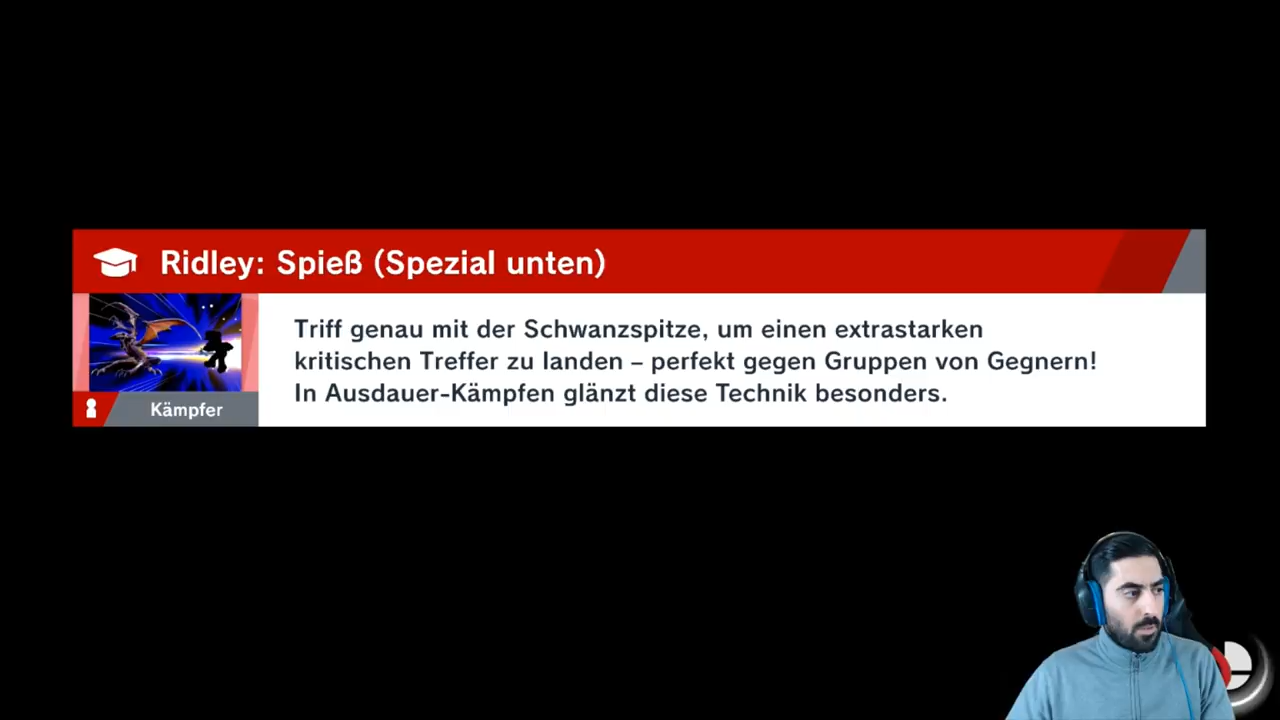 Ridley: Spieß (Spezial unten)
Triff genau mit der Schwanzspitze, um einen extrastarken
kritischen Treffer zu landen – perfekt gegen Gruppen von Gegnern!
In Ausdauer-Kämpfen glänzt diese Technik besonders.
Kämpfer